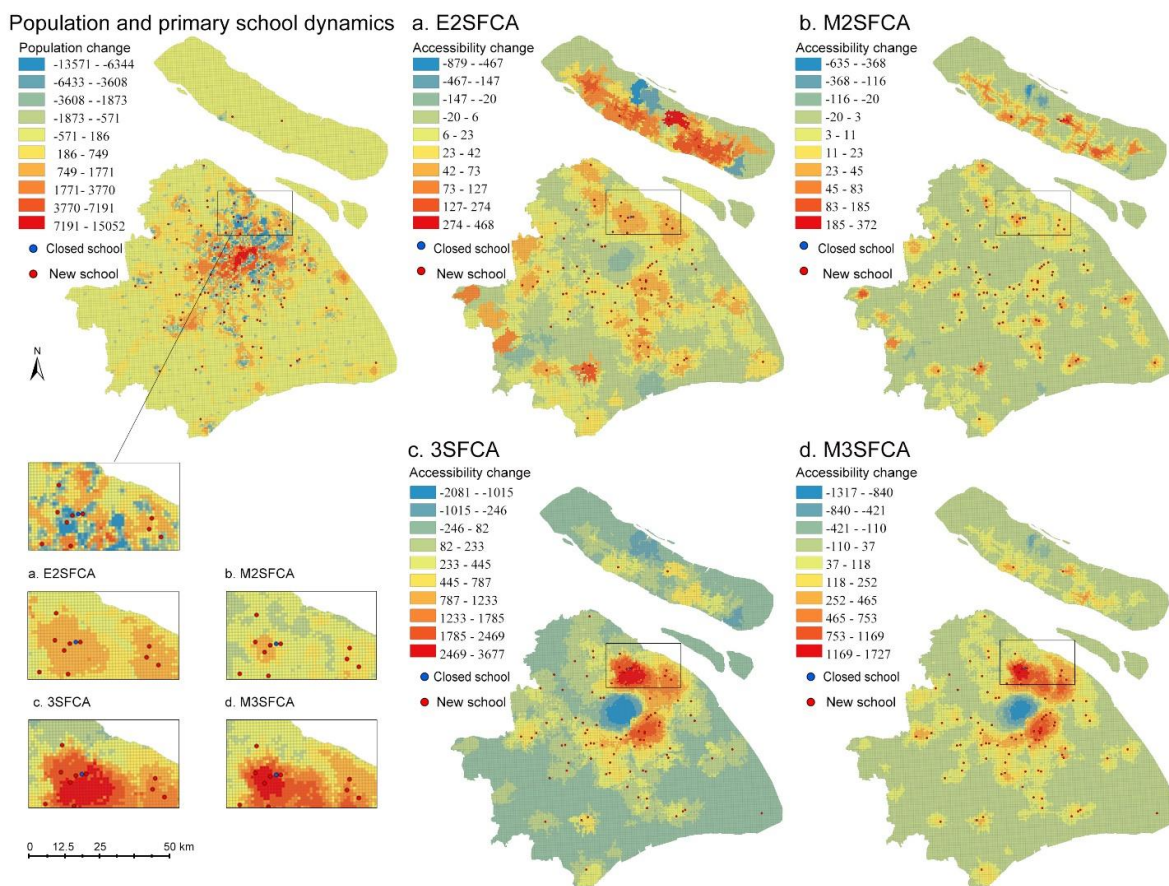 Population and primary school dynamics
Population change
-13571 - -6344
-6433 - -3608
-3608 - -1873
-1873 - -571
-571 - 186
186 - 749
749 - 1771
1771- 3770
3770 -7191
7191 - 15052
Closed school
New school
N
a. E2SFCA
Accessibility change
-879 - -467
-467 - -147
-147 - -20
-20 - 6
6 - 23
23 - 42
42 - 73
73 - 127
127 - 274
274 - 468
Closed school
New school
b. M2SFCA
Accessibility change
-635 - -368
-368 - -116
-116 - -20
-20 - 3
3 - 11
11 - 23
23 - 45
45 - 83
83 - 185
185 - 372
Closed school
New school
a. E2SFCA
b. M2SFCA
c. 3SFCA
d. M3SFCA
0 12.5 25 50 km
c. 3SFCA
Accessibility change
-2081 - -1015
-1015 - -246
-246 - 82
82 - 233
233 - 445
445 - 787
787 - 1233
1233 - 1785
1785 - 2469
2469 - 3677
Closed school
New school
d. M3SFCA
Accessibility change
-1317 - -840
-840 - -421
-421 - -110
-110 - 37
37 - 118
118 - 252
252 - 465
465 - 753
753 - 1169
1169 - 1727
Closed school
New school